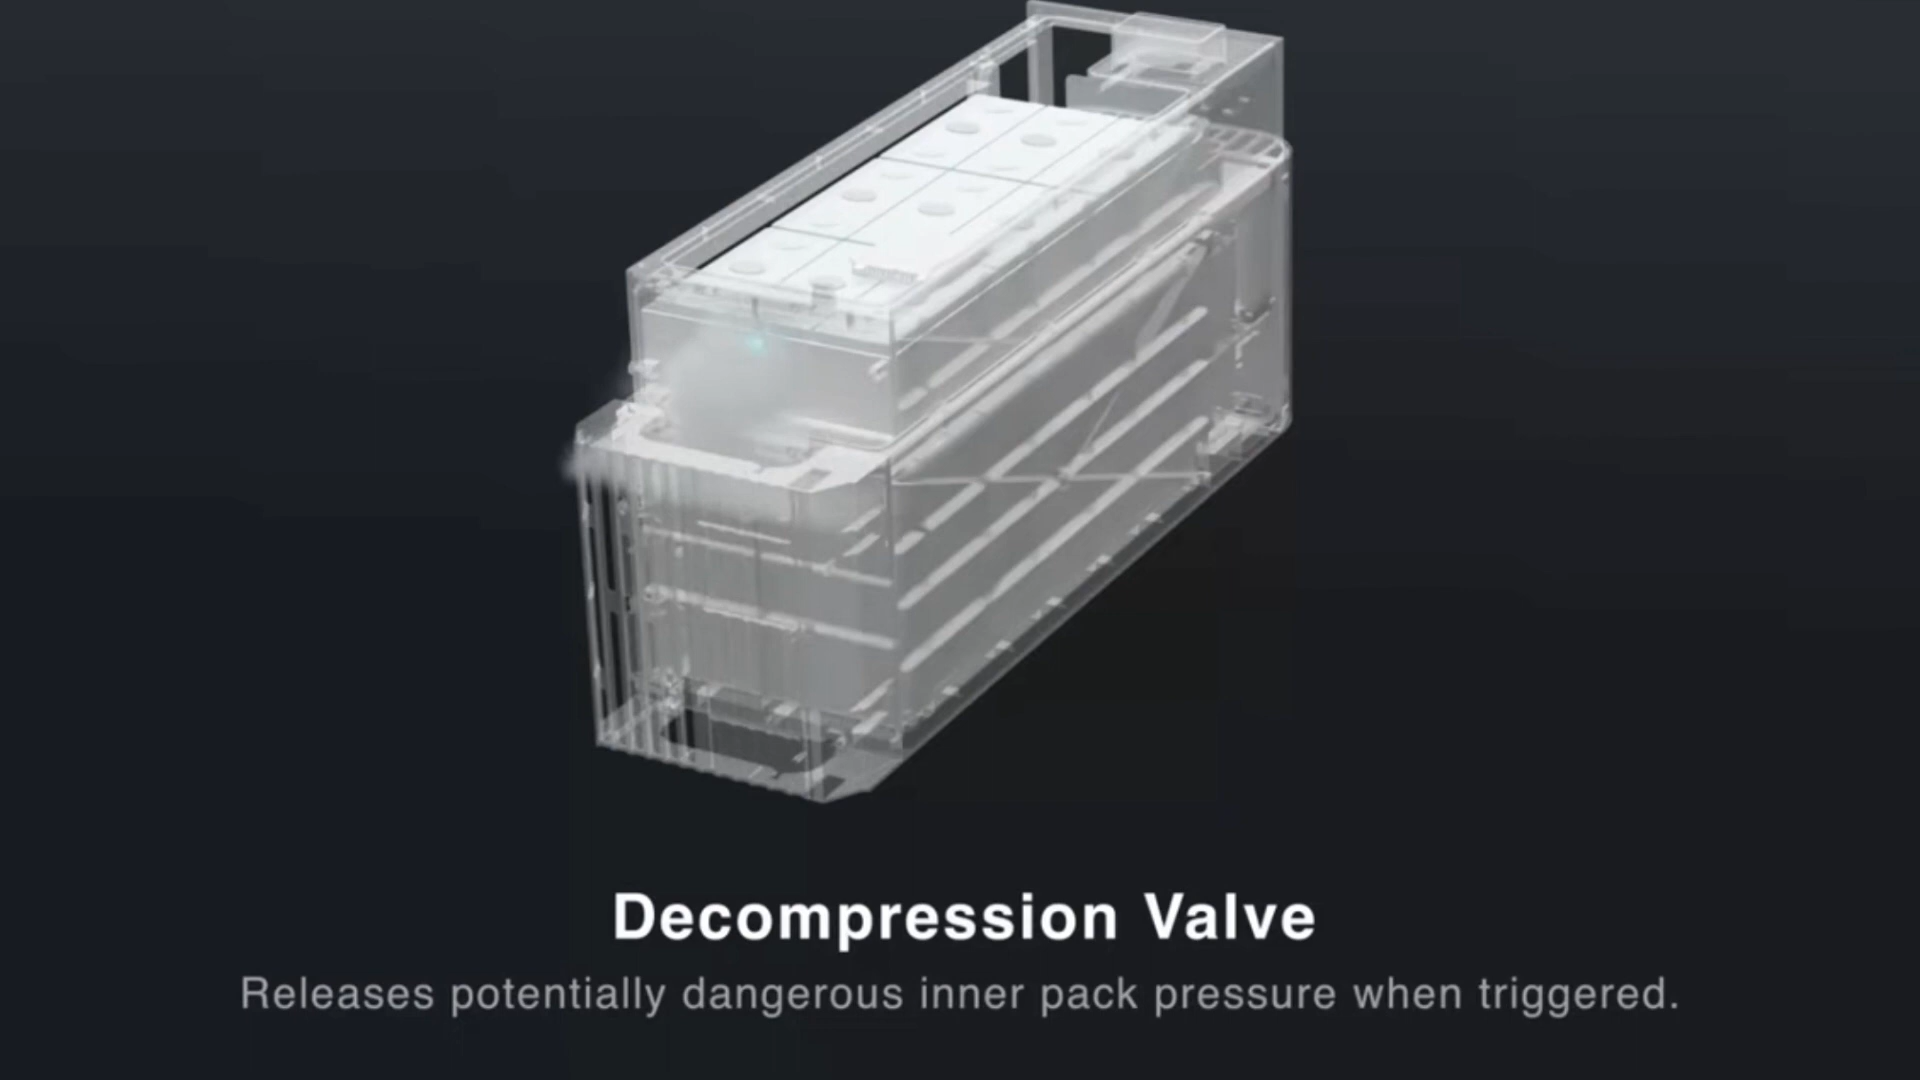 Decompression Valve
Releases potentially dangerous inner pack pressure when triggered.